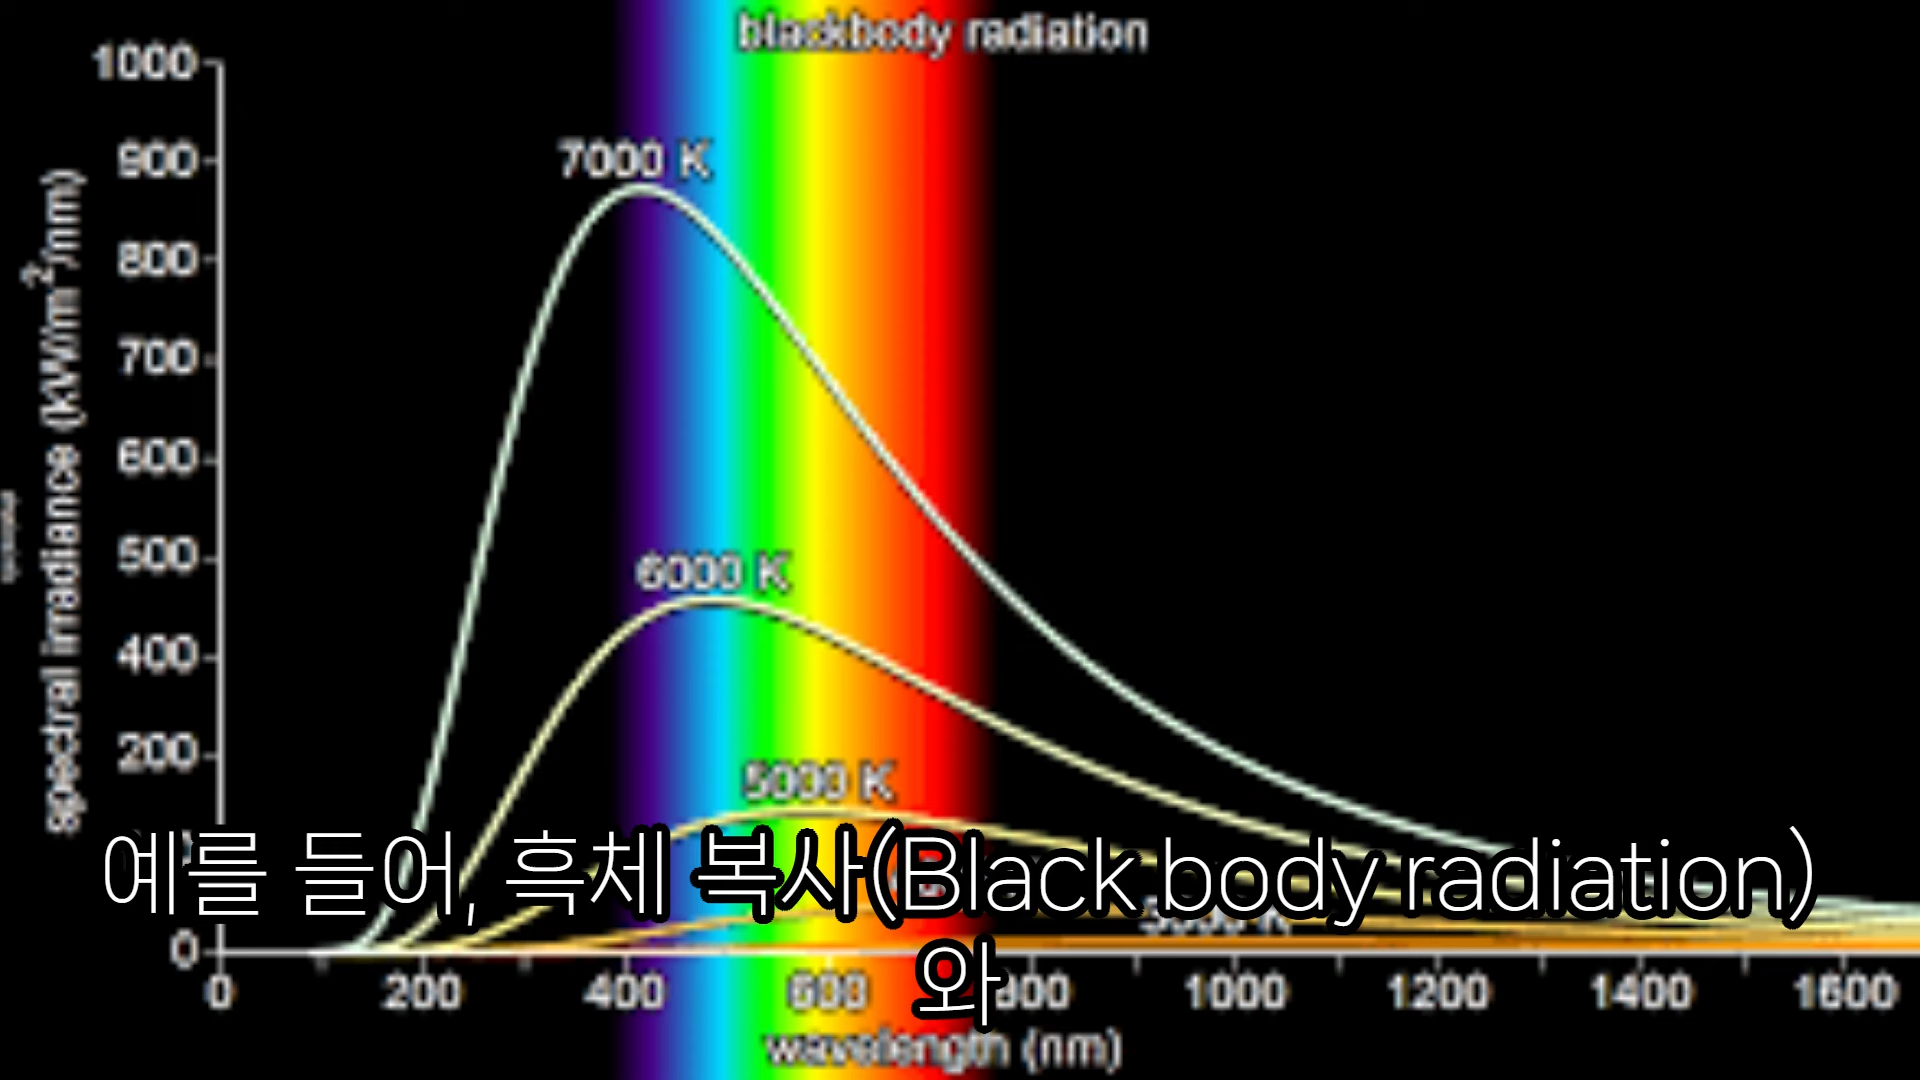 blackbody radiation
1000
900
800
700
600
500
400
200
0
spectral irradiance (kW/m²/nm)
7000 K
6000 K
5000 K
예를 들어, 흑체 복사(Black body radiation)
와
0 200 400 600 800 1000 1200 1400 1600
wavelength (nm)